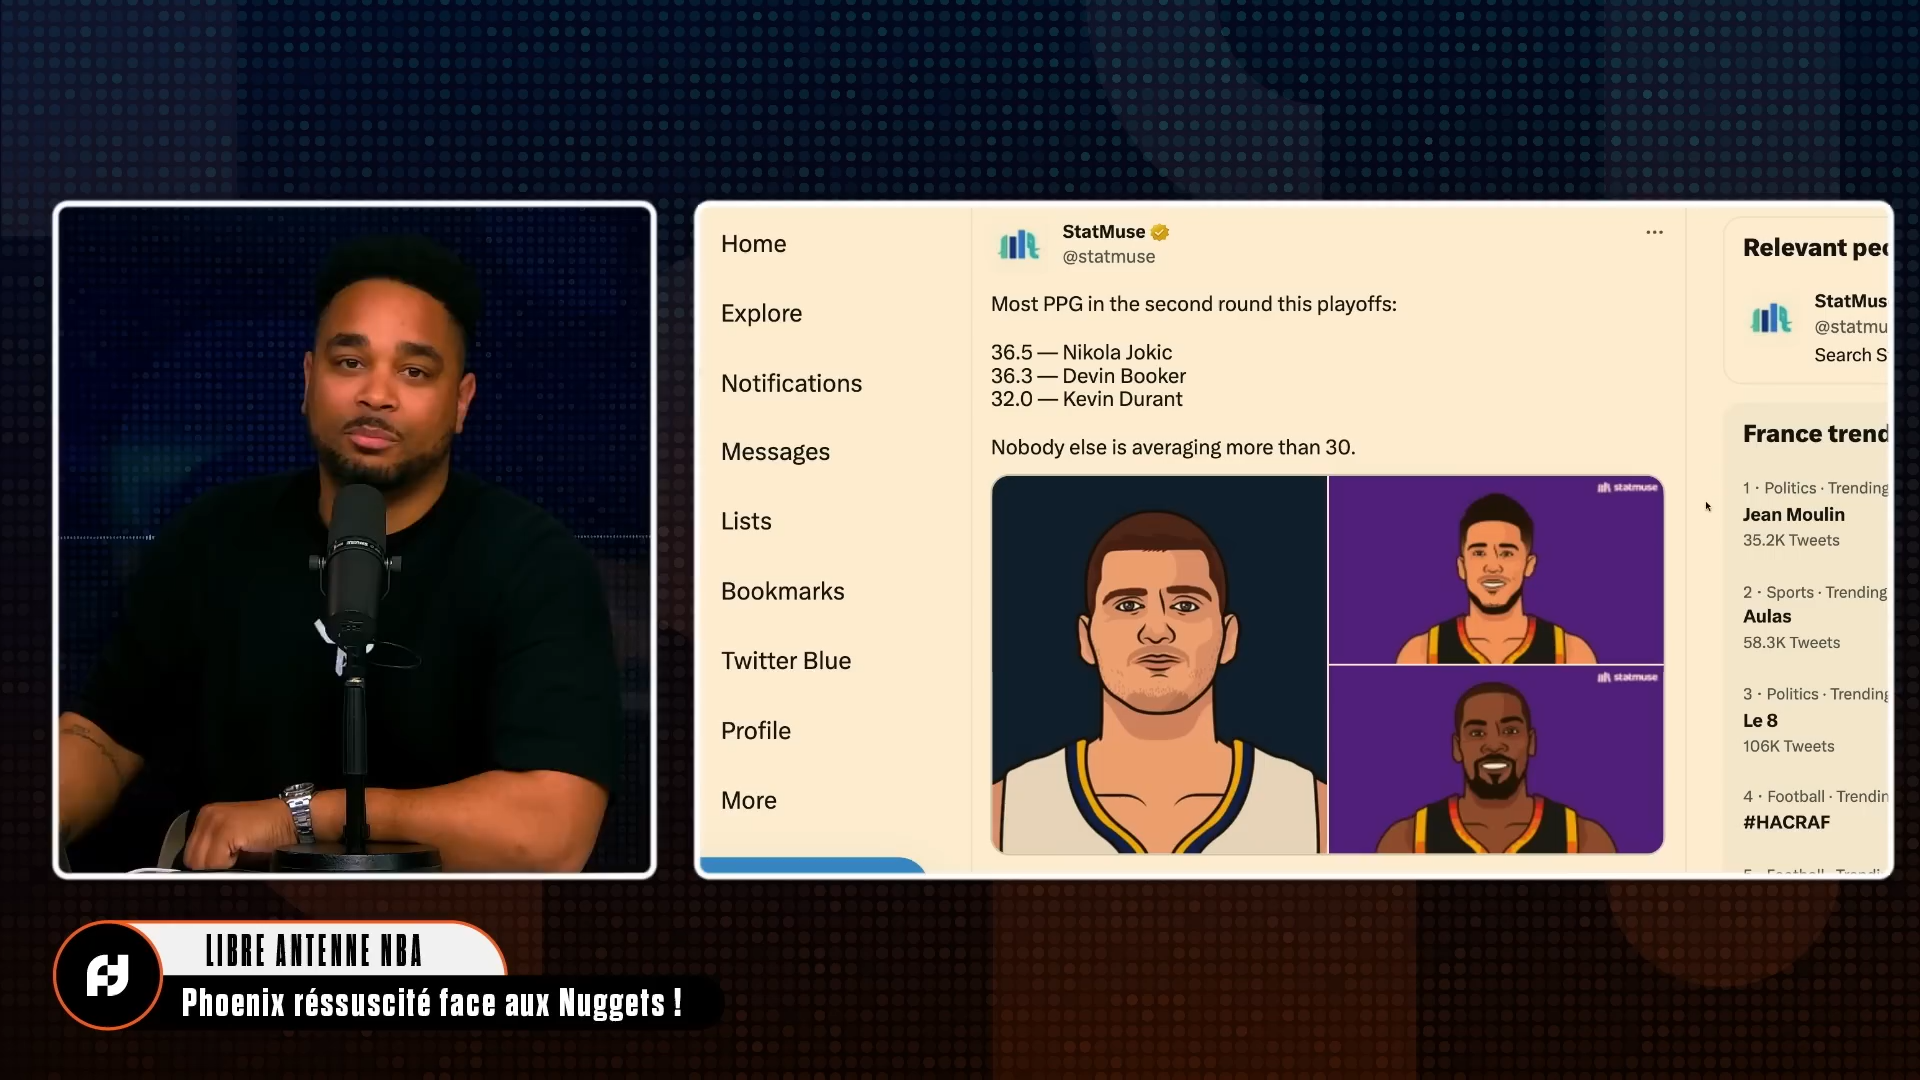 Home
Explore
Notifications
Messages
Lists
Bookmarks
Twitter Blue
Profile
More
StatMuse
@statmuse
Most PPG in the second round this playoffs:
36.5 — Nikola Jokic
36.3 — Devin Booker
32.0 — Kevin Durant
Nobody else is averaging more than 30.
statmuse
statmuse
Relevant peo
StatMus
@statmu
Search S
France trend
1 · Politics · Trending
Jean Moulin
35.2K Tweets
2 · Sports · Trending
Aulas
58.3K Tweets
3 · Politics · Trending
Le 8
106K Tweets
4 · Football · Trendin
#HACRAF
LIBRE ANTENNE NBA
Phoenix réssuscité face aux Nuggets !